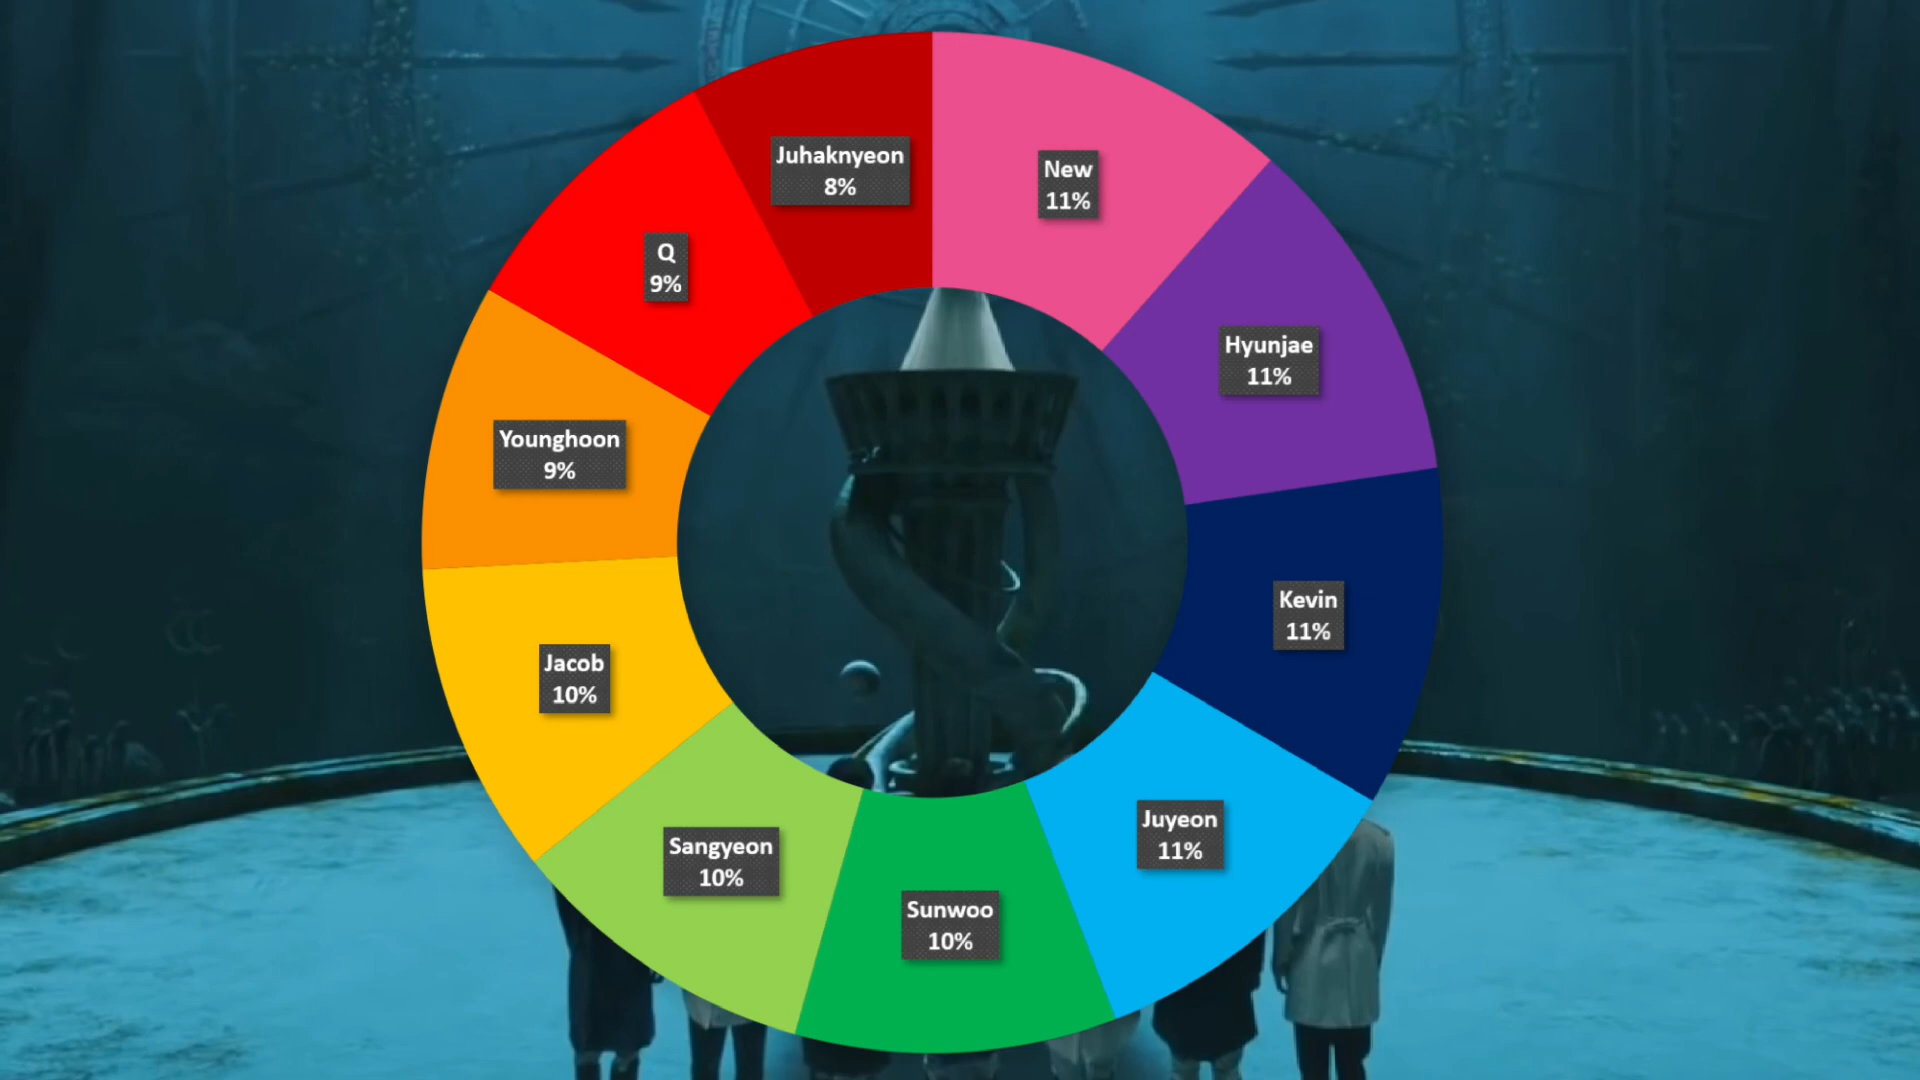 New
11%
Hyunjae
11%
Kevin
11%
Juyeon
11%
Sunwoo
10%
Sangyeon
10%
Jacob
10%
Younghoon
9%
Q
9%
Juhaknyeon
8%